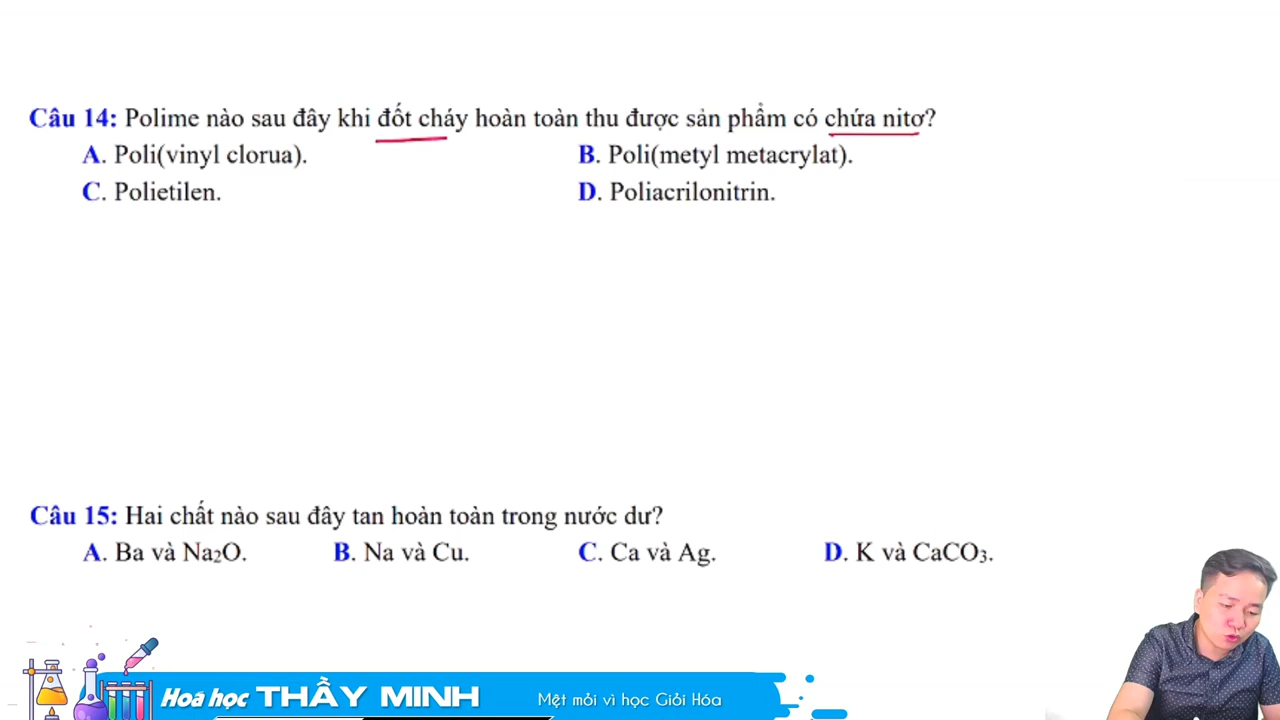 Câu 14: Polime nào sau đây khi đốt cháy hoàn toàn thu được sản phẩm có chứa nitơ?
A. Poli(vinyl clorua). B. Poli(metyl metacrylat).
C. Polietilen. D. Poliacrilonitrin.
Câu 15: Hai chất nào sau đây tan hoàn toàn trong nước dư?
A. Ba và Na₂O. B. Na và Cu. C. Ca và Ag. D. K và CaCO₃.
Hoá học THẦY MINH Mệt mỏi vì học Giỏi Hóa